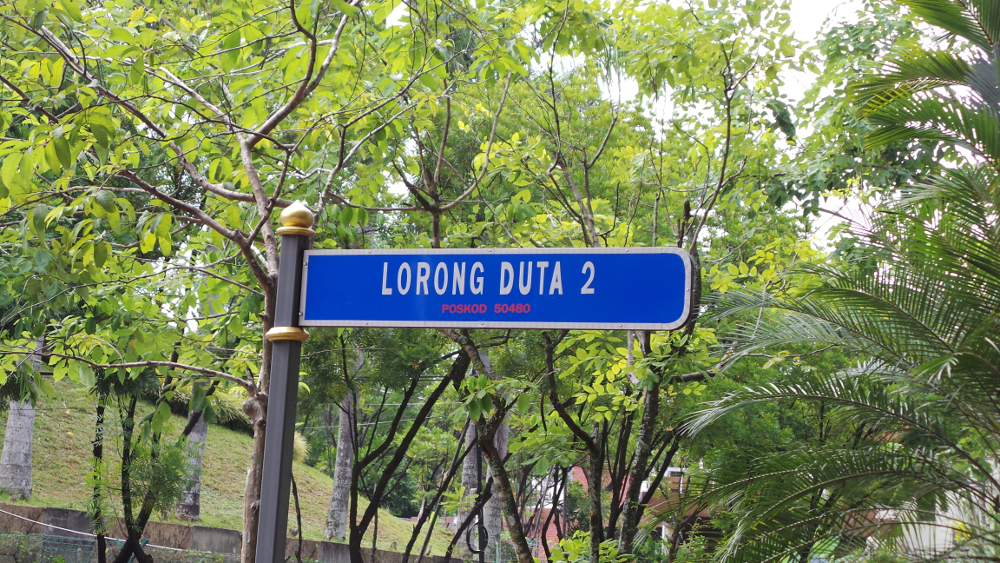 LORONG DUTA 2
POSKOD 50480